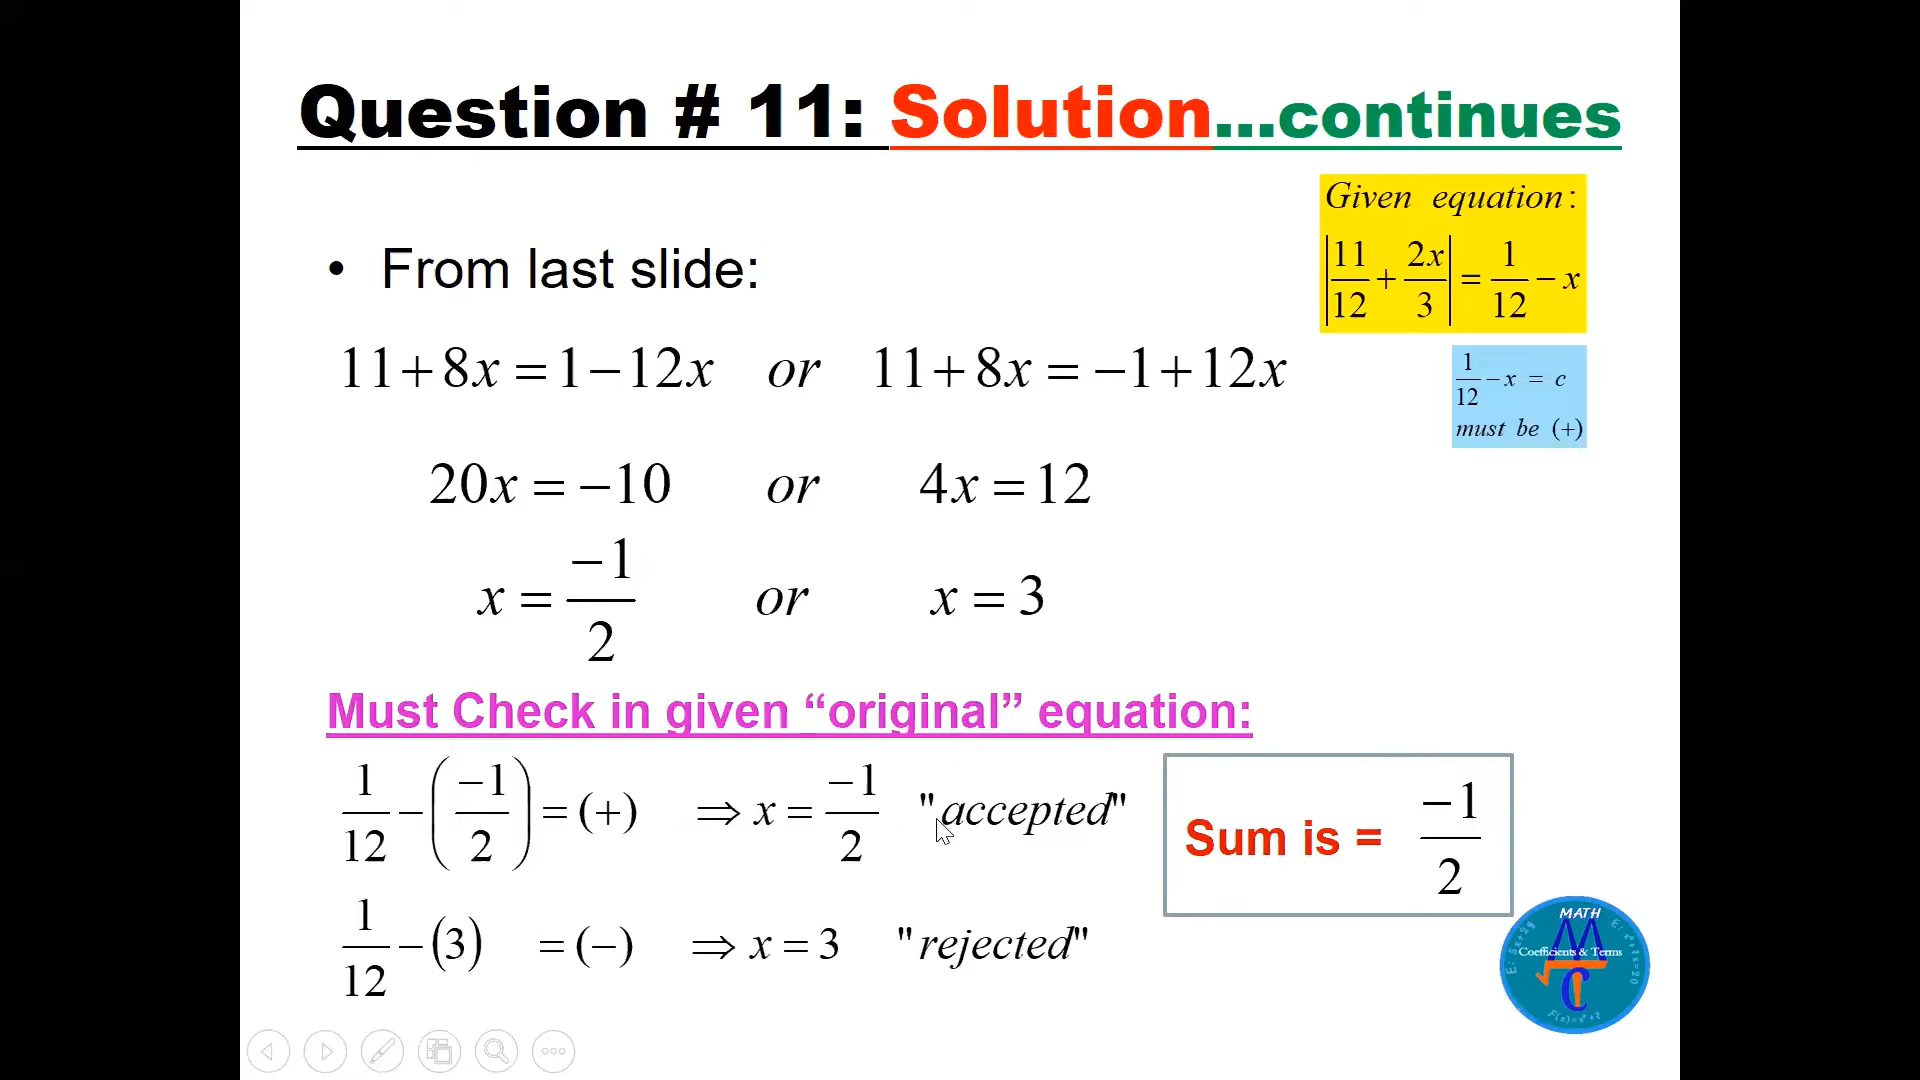 Question # 11: Solution...continues
Given equation:
|11/12 + 2x/3| = 1/12 − x
• From last slide:
1/12 − x = c
must be (+)
11+8x = 1−12x or 11+8x = −1+12x
20x = −10 or 4x = 12
x = −1/2 or x = 3
Must Check in given “original” equation:
1/12 − (−1/2) = (+) ⇒ x = −1/2 "accepted"
Sum is = −1/2
1/12 − (3) = (−) ⇒ x = 3 "rejected"
MATH
Coefficients & Terms